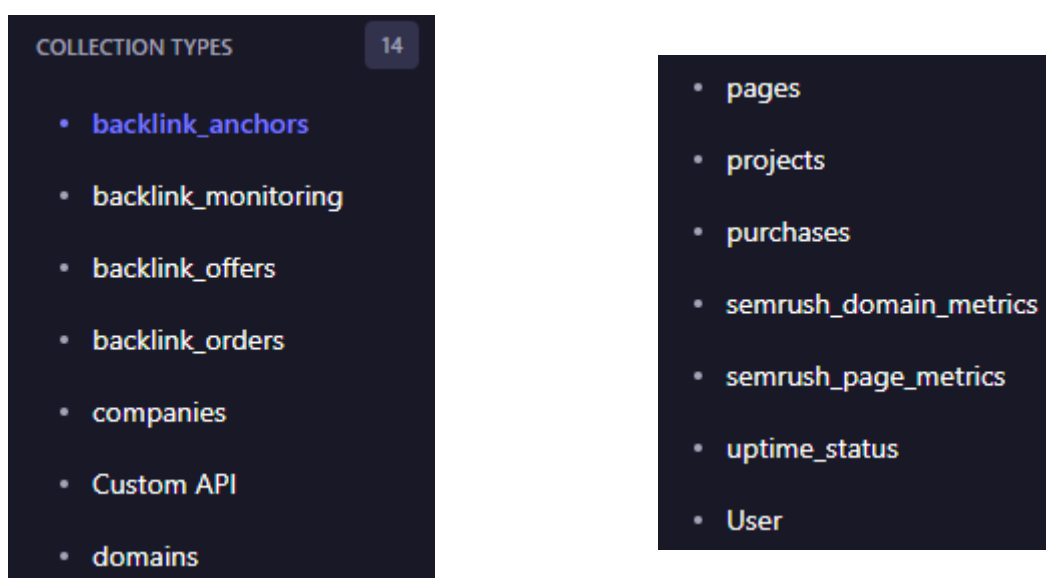 COLLECTION TYPES 14
backlink_anchors
backlink_monitoring
backlink_offers
backlink_orders
companies
Custom API
domains
pages
projects
purchases
semrush_domain_metrics
semrush_page_metrics
uptime_status
User